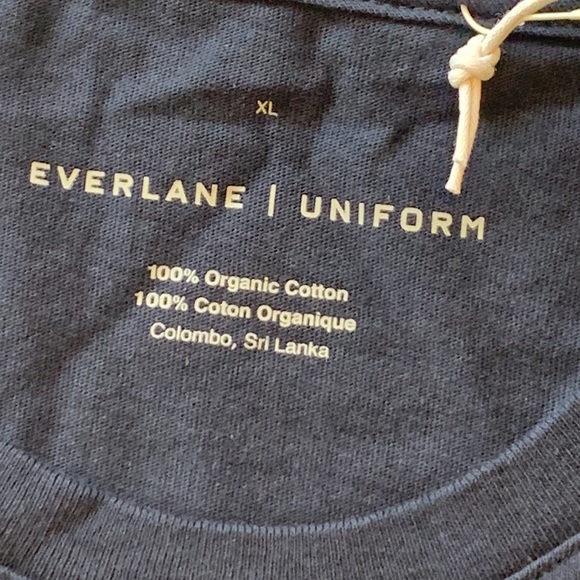 XL
EVERLANE | UNIFORM
100% Organic Cotton
100% Coton Organique
Colombo, Sri Lanka